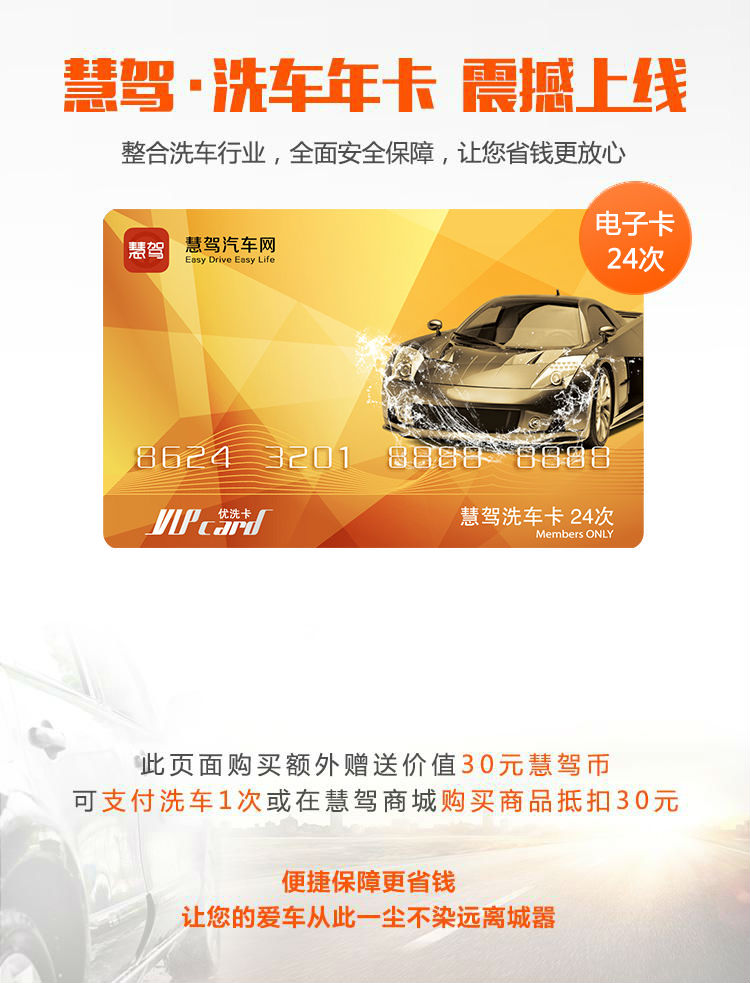 慧驾·洗车年卡 震撼上线
整合洗车行业，全面安全保障，让您省钱更放心
电子卡
24次
慧驾
慧驾汽车网
Easy Drive Easy Life
8624 3201 8888 8888
VIP card 优洗卡
慧驾洗车卡 24次
Members ONLY
此页面购买额外赠送价值30元慧驾币
可支付洗车1次或在慧驾商城购买商品抵扣30元
便捷保障更省钱
让您的爱车从此一尘不染远离城嚣